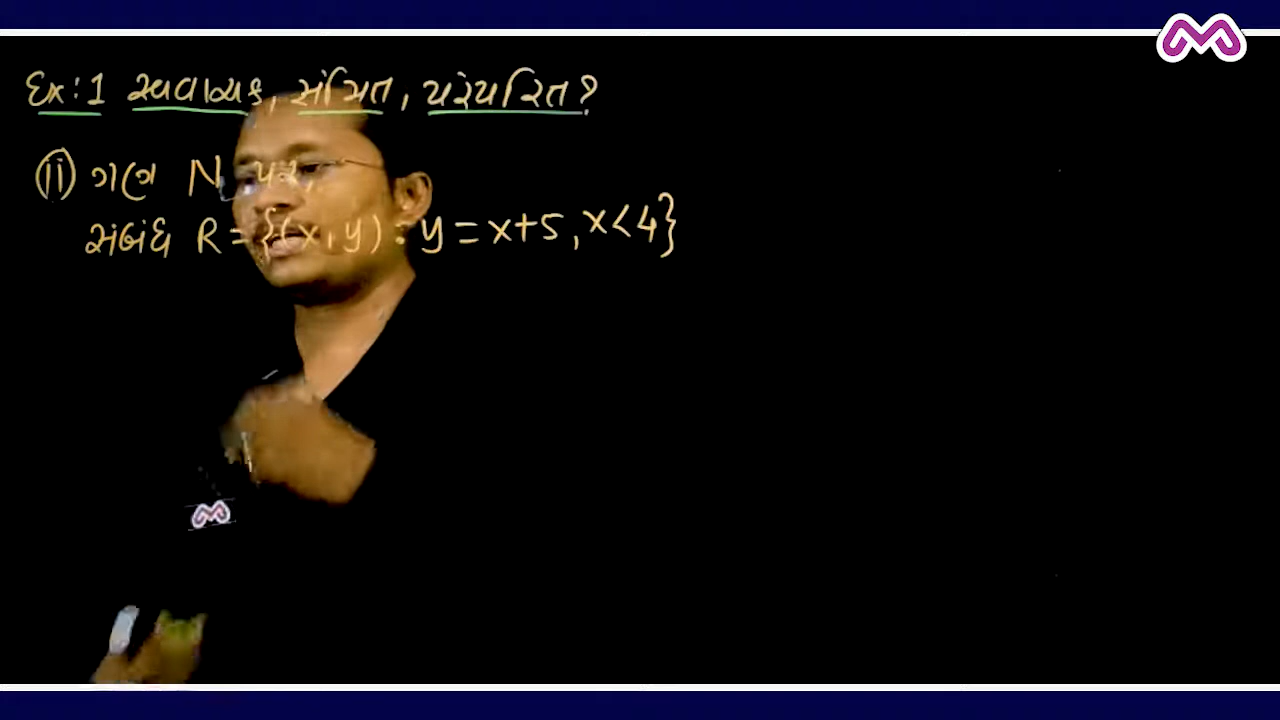 Ex:1 સ્વવાચક, સંમિત, પરંપરિત?
(ii) ગણ N પર,
સંબંધ R = {(x, y) : y = x+5, x<4}